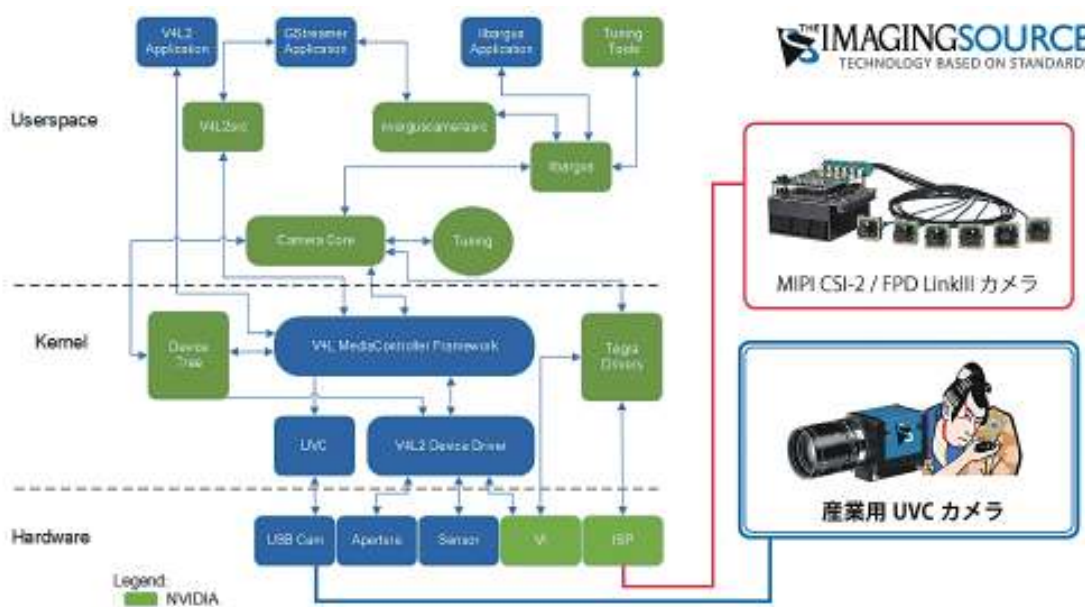 V4L2
Application
GStreamer
Application
libargus
Application
Tuning
Tools
THE IMAGINGSOURCE
TECHNOLOGY BASED ON STANDARDS
Userspace
V4L2src
nvarguscamerasrc
libargus
Camera Core
Tuning
MIPI CSI-2 / FPD LinkIII カメラ
Kernel
Device
Tree
V4L MediaController Framework
Tegra
Drivers
UVC
V4L2 Device Driver
産業用 UVC カメラ
Hardware
USB Cam
Aperture
Sensor
VI
ISP
Legend:
NVIDIA